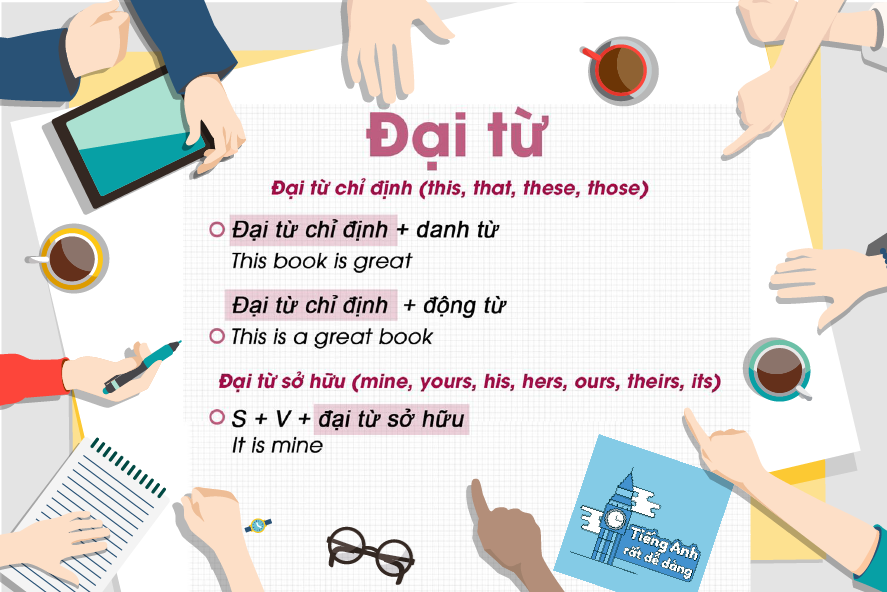 Đại từ
Đại từ chỉ định (this, that, these, those)
Đại từ chỉ định + danh từ
This book is great
Đại từ chỉ định + động từ
This is a great book
Đại từ sở hữu (mine, yours, his, hers, ours, theirs, its)
S + V + đại từ sở hữu
It is mine
Tiếng Anh
rất dễ dàng